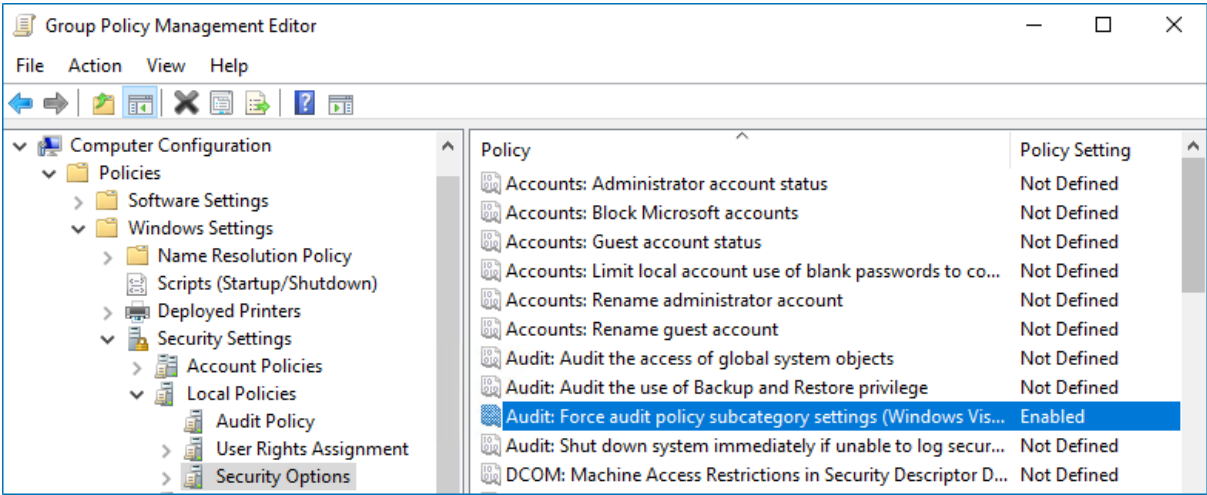 Group Policy Management Editor
File Action View Help
Computer Configuration
Policies
Software Settings
Windows Settings
Name Resolution Policy
Scripts (Startup/Shutdown)
Deployed Printers
Security Settings
Account Policies
Local Policies
Audit Policy
User Rights Assignment
Security Options
Policy Policy Setting
Accounts: Administrator account status Not Defined
Accounts: Block Microsoft accounts Not Defined
Accounts: Guest account status Not Defined
Accounts: Limit local account use of blank passwords to co... Not Defined
Accounts: Rename administrator account Not Defined
Accounts: Rename guest account Not Defined
Audit: Audit the access of global system objects Not Defined
Audit: Audit the use of Backup and Restore privilege Not Defined
Audit: Force audit policy subcategory settings (Windows Vis... Enabled
Audit: Shut down system immediately if unable to log secur... Not Defined
DCOM: Machine Access Restrictions in Security Descriptor D... Not Defined